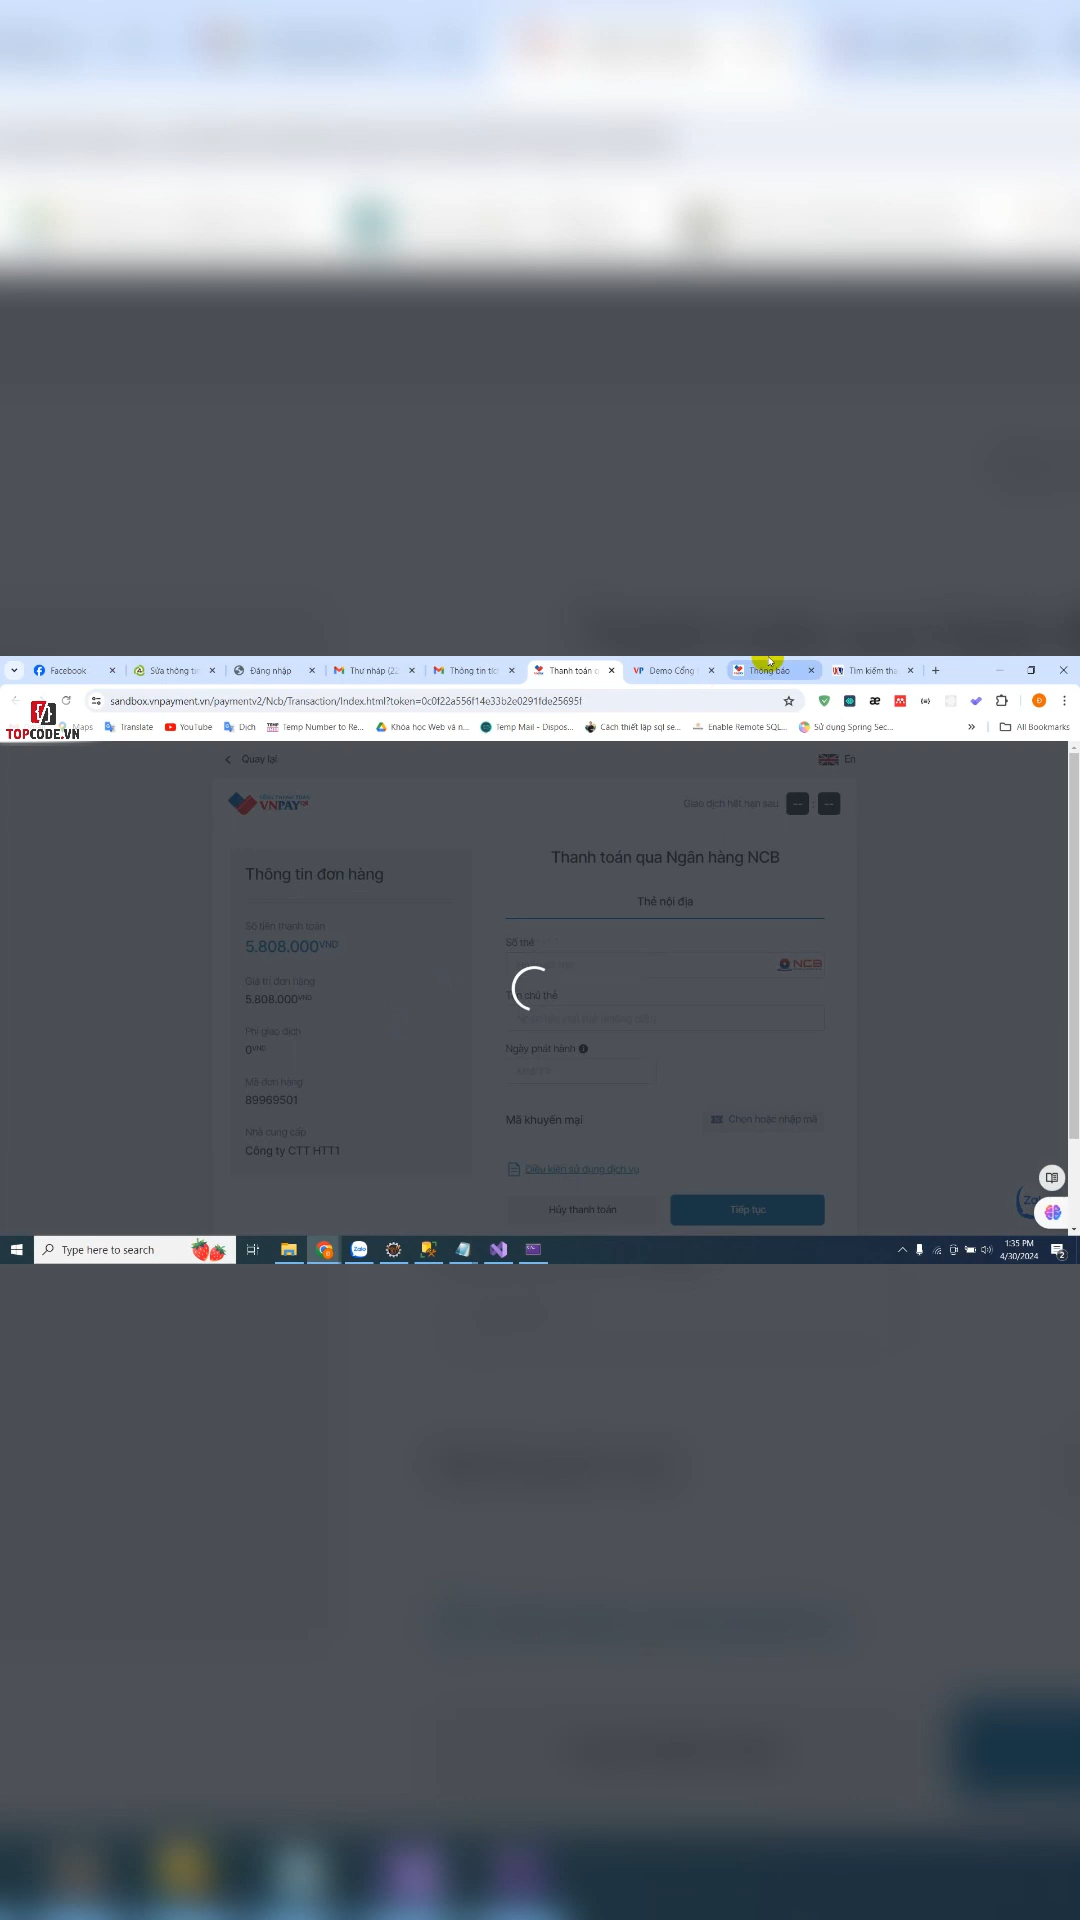 Facebook
Sửa thông tin
Đăng nhập
Thư nháp (22
Thông tin tíc
Thanh toán q
Demo Cổng
Thông báo
Tìm kiếm tha
sandbox.vnpayment.vn/paymentv2/Ncb/Transaction/Index.html?token=0c0f22a556f14e33b2e0291fde25695f
TOPCODE.VN
Maps
Translate
YouTube
Dịch
Temp Number to Re...
Khóa học Web và n...
Temp Mail - Dispos...
Cách thiết lập sql se...
Enable Remote SQL...
Sử dụng Spring Sec...
All Bookmarks
Quay lại
En
VNPAY
Giao dịch hết hạn sau
-- : --
Thông tin đơn hàng
Số tiền thanh toán
5.808.000VND
Giá trị đơn hàng
5.808.000VND
Phí giao dịch
0VND
Mã đơn hàng
89969501
Nhà cung cấp
Công ty CTT HTT1
Thanh toán qua Ngân hàng NCB
Thẻ nội địa
Số thẻ
NCB
chủ thẻ
Ngày phát hành
Mã khuyến mại
Chọn hoặc nhập mã
Điều kiện sử dụng dịch vụ
Hủy thanh toán
Tiếp tục
Type here to search
Zalo
1:35 PM
4/30/2024
2